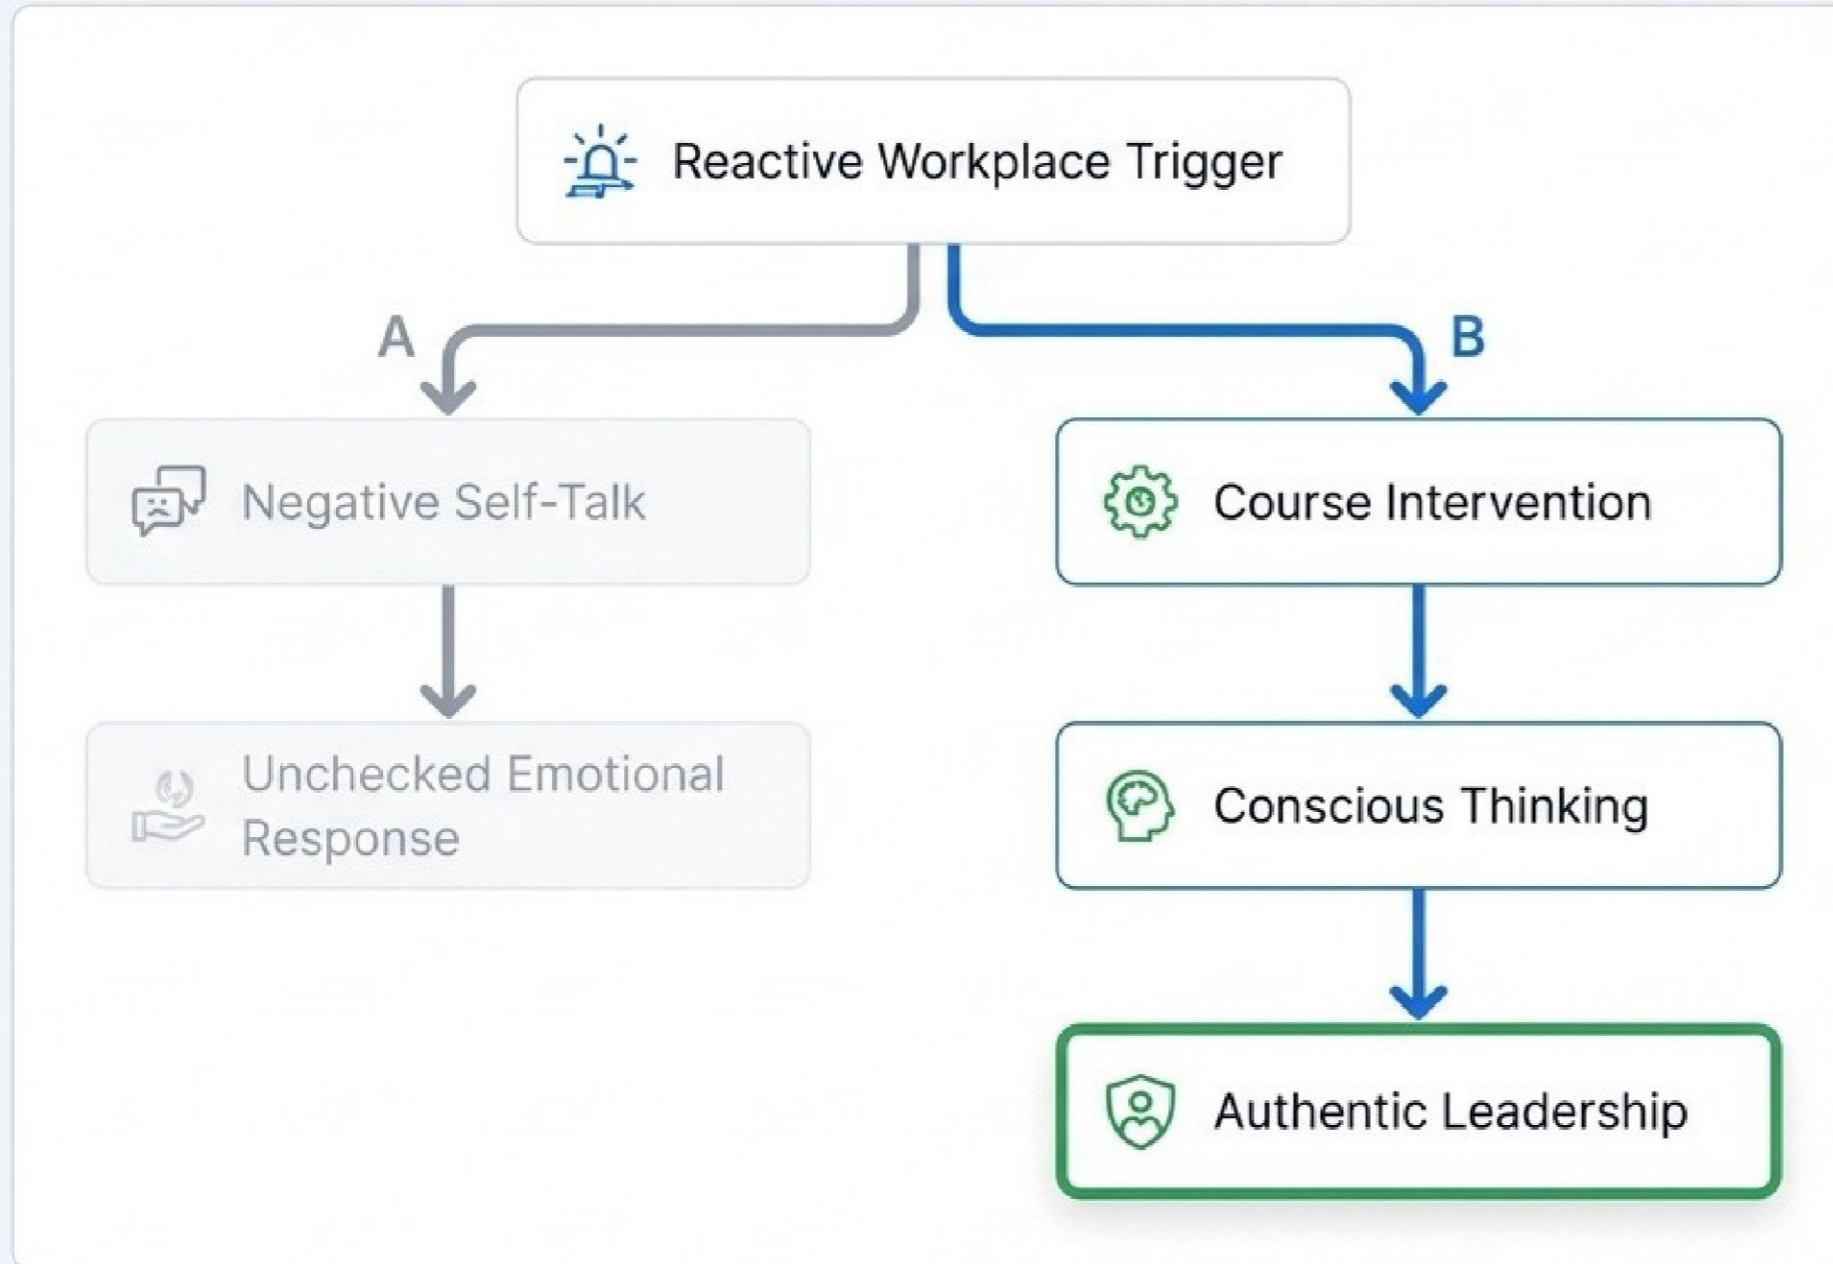 Reactive Workplace Trigger
A
B
Negative Self-Talk
Course Intervention
Unchecked Emotional
Response
Conscious Thinking
Authentic Leadership